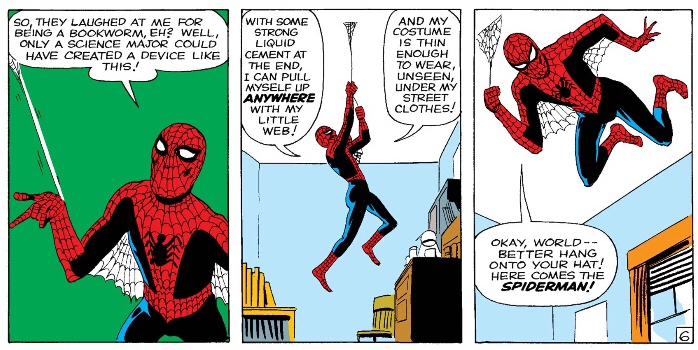 SO, THEY LAUGHED AT ME FOR
BEING A BOOKWORM, EH? WELL,
ONLY A SCIENCE MAJOR COULD
HAVE CREATED A DEVICE LIKE
THIS!
WITH SOME
STRONG
LIQUID
CEMENT AT
THE END,
I CAN PULL
MYSELF UP
ANYWHERE
WITH MY
LITTLE
WEB!
AND MY
COSTUME
IS THIN
ENOUGH
TO WEAR,
UNSEEN,
UNDER MY
STREET
CLOTHES!
OKAY, WORLD--
BETTER HANG
ONTO YOUR HAT!
HERE COMES THE
SPIDERMAN!
6